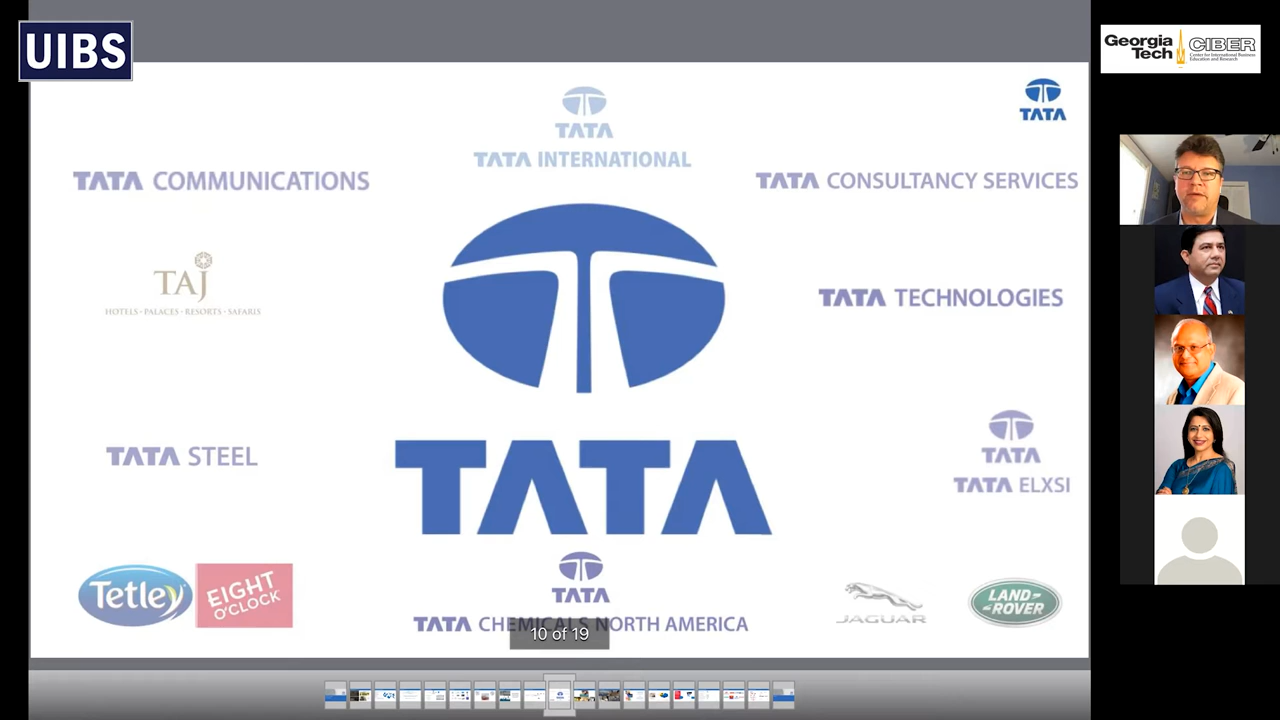 UIBS
Georgia Tech
CIBER
Center for International Business
Education and Research
TATA
TATA
TATA INTERNATIONAL
TATA COMMUNICATIONS
TATA CONSULTANCY SERVICES
TAJ
HOTELS · PALACES · RESORTS · SAFARIS
TATA TECHNOLOGIES
TATA
TATA STEEL
TATA
TATA ELXSI
Tetley
EIGHT
O'CLOCK
TATA
TATA CHEMICALS NORTH AMERICA
JAGUAR
LAND-
ROVER
10 of 19